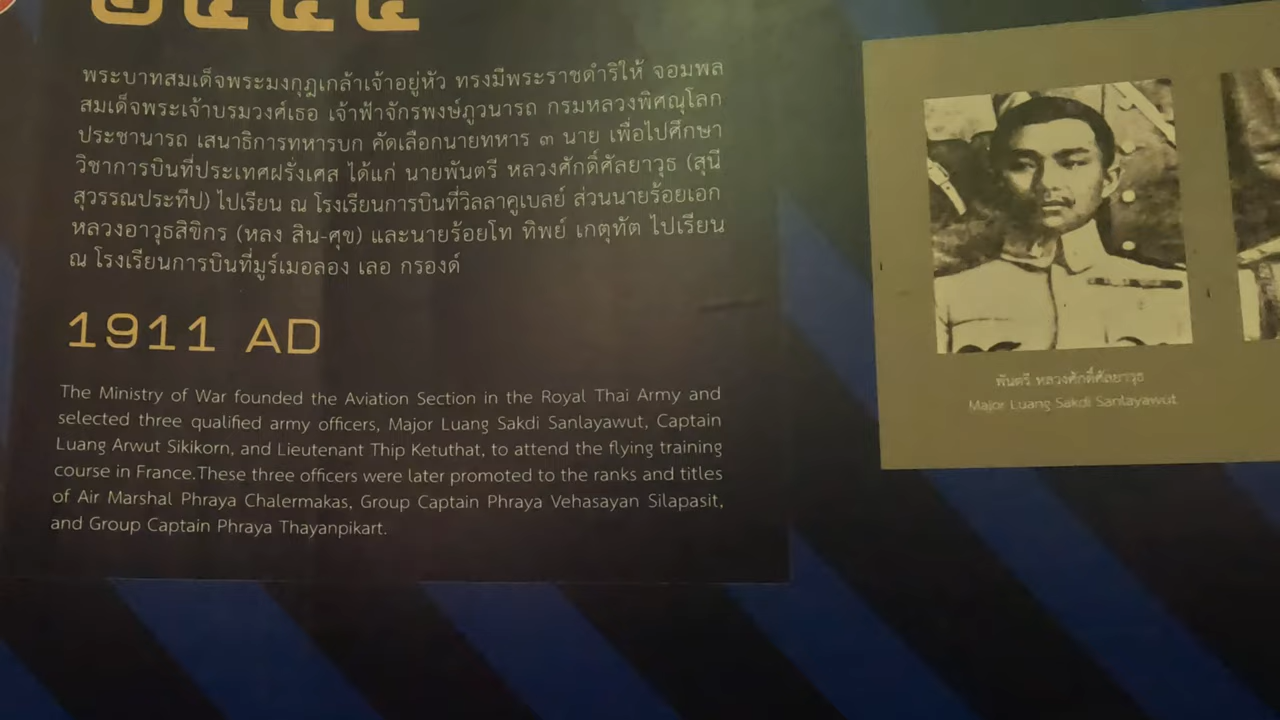 ๒๔๕๔
พระบาทสมเด็จพระมงกุฎเกล้าเจ้าอยู่หัว ทรงมีพระราชดำริให้ จอมพล
สมเด็จพระเจ้าบรมวงศ์เธอ เจ้าฟ้าจักรพงษ์ภูวนารถ กรมหลวงพิศณุโลก
ประชานารถ เสนาธิการทหารบก คัดเลือกนายทหาร ๓ นาย เพื่อไปศึกษา
วิชาการบินที่ประเทศฝรั่งเศส ได้แก่ นายพันตรี หลวงศักดิ์ศัลยาวุธ (สุนี
สุวรรณประทีป) ไปเรียน ณ โรงเรียนการบินที่วิลลาคูเบลย์ ส่วนนายร้อยเอก
หลวงอาวุธสิขิกร (หลง สิน-ศุข) และนายร้อยโท ทิพย์ เกตุทัต ไปเรียน
ณ โรงเรียนการบินที่มูร์เมอลอง เลอ กรองด์
1911 AD
The Ministry of War founded the Aviation Section in the Royal Thai Army and
selected three qualified army officers, Major Luang Sakdi Sanlayawut, Captain
Luang Arwut Sikikorn, and Lieutenant Thip Ketuthat, to attend the flying training
course in France.These three officers were later promoted to the ranks and titles
of Air Marshal Phraya Chalermakas, Group Captain Phraya Vehasayan Silapasit,
and Group Captain Phraya Thayanpikart.
พันตรี หลวงศักดิ์ศัลยาวุธ
Major Luang Sakdi Sanlayawut